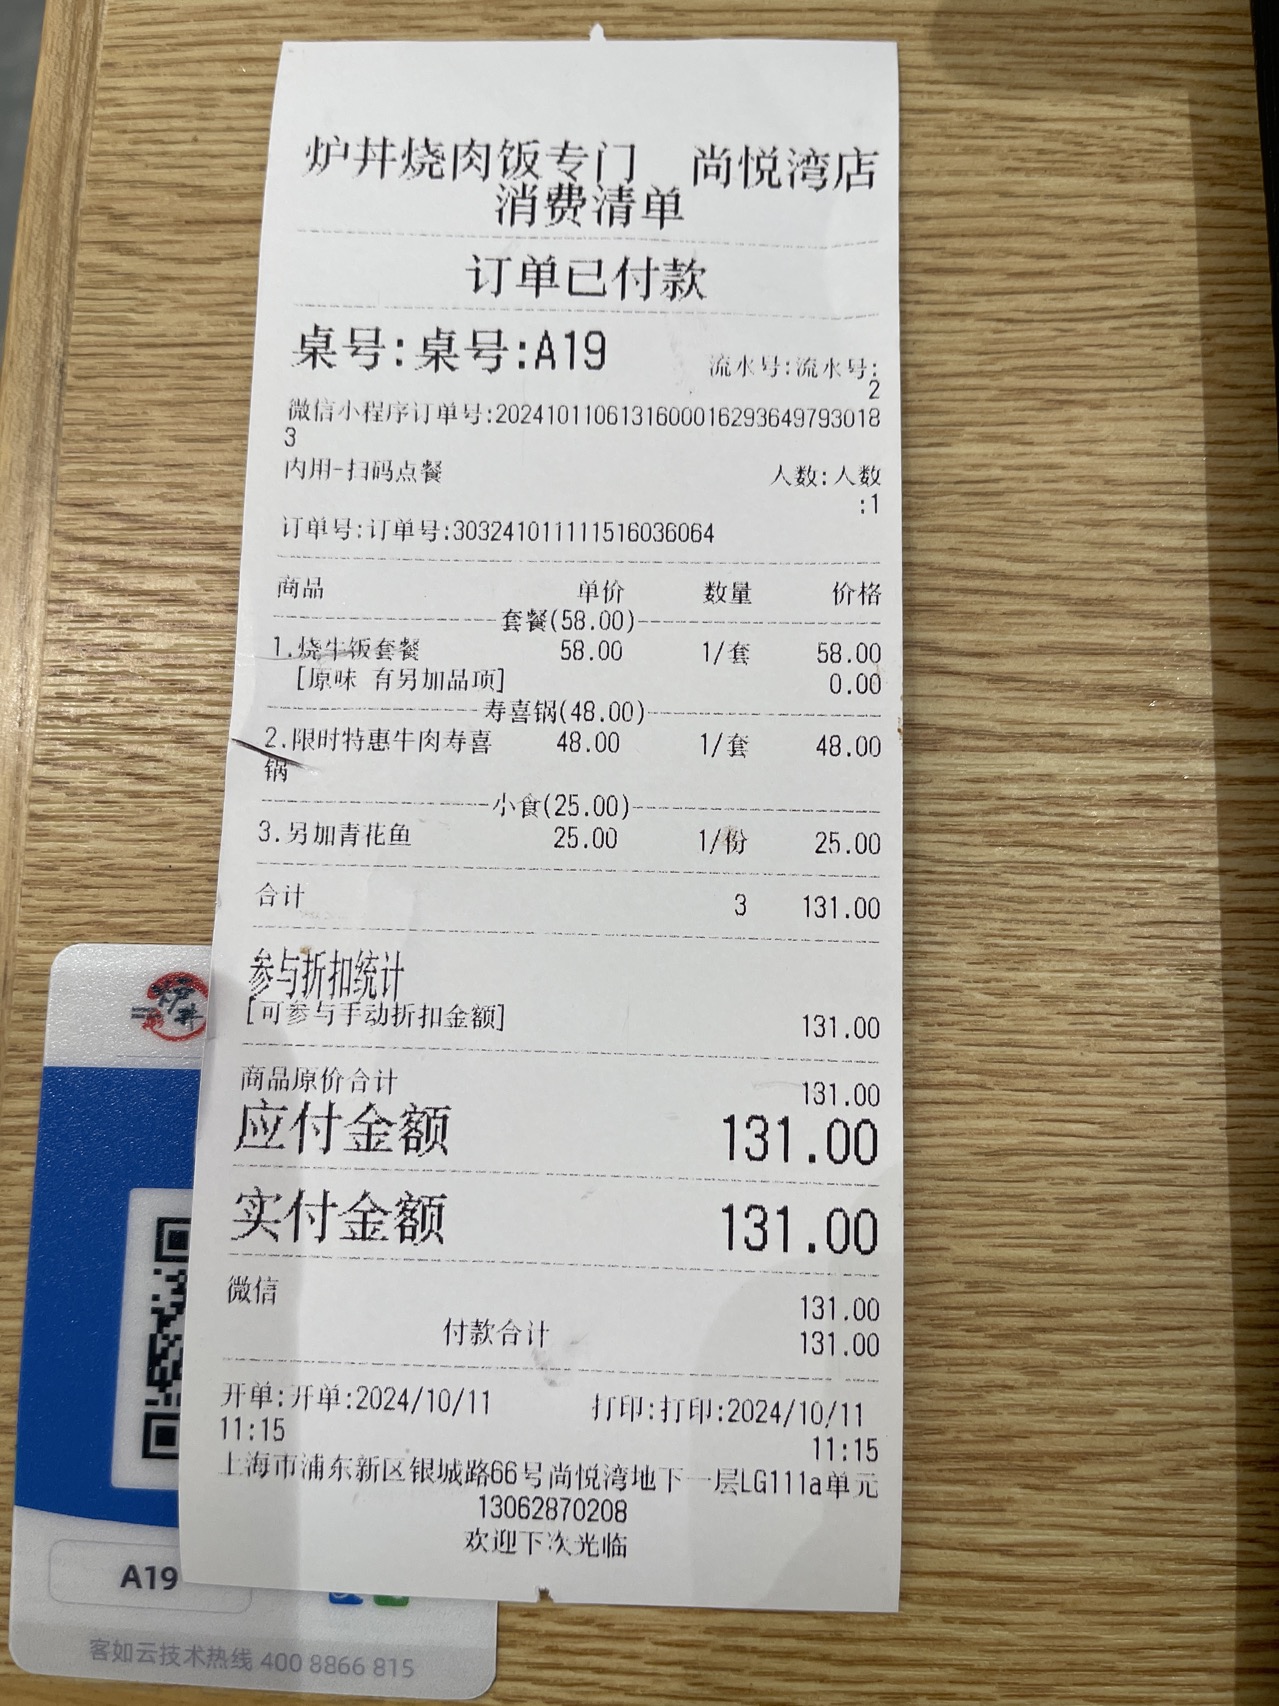 炉井烧肉饭专门 尚悦湾店
消费清单
订单已付款
桌号:桌号:A19
流水号:流水号:
2
微信小程序订单号:2024101106131600016293649793018
3
内用-扫码点餐 人数:人数
:1
订单号:订单号:303241011111516036064
商品 单价 数量 价格
套餐(58.00)
1.烧牛饭套餐 58.00 1/套 58.00
[原味 有另加品项] 0.00
寿喜锅(48.00)
2.限时特惠牛肉寿喜 48.00 1/套 48.00
锅
小食(25.00)
3.另加青花鱼 25.00 1/份 25.00
合计 3 131.00
参与折扣统计
[可参与手动折扣金额] 131.00
商品原价合计 131.00
应付金额 131.00
实付金额 131.00
微信 131.00
付款合计 131.00
开单:开单:2024/10/11 打印:打印:2024/10/11
11:15 11:15
上海市浦东新区银城路66号尚悦湾地下一层LG111a单元
13062870208
欢迎下次光临
炉井
A19
客如云技术热线 400 8866 815